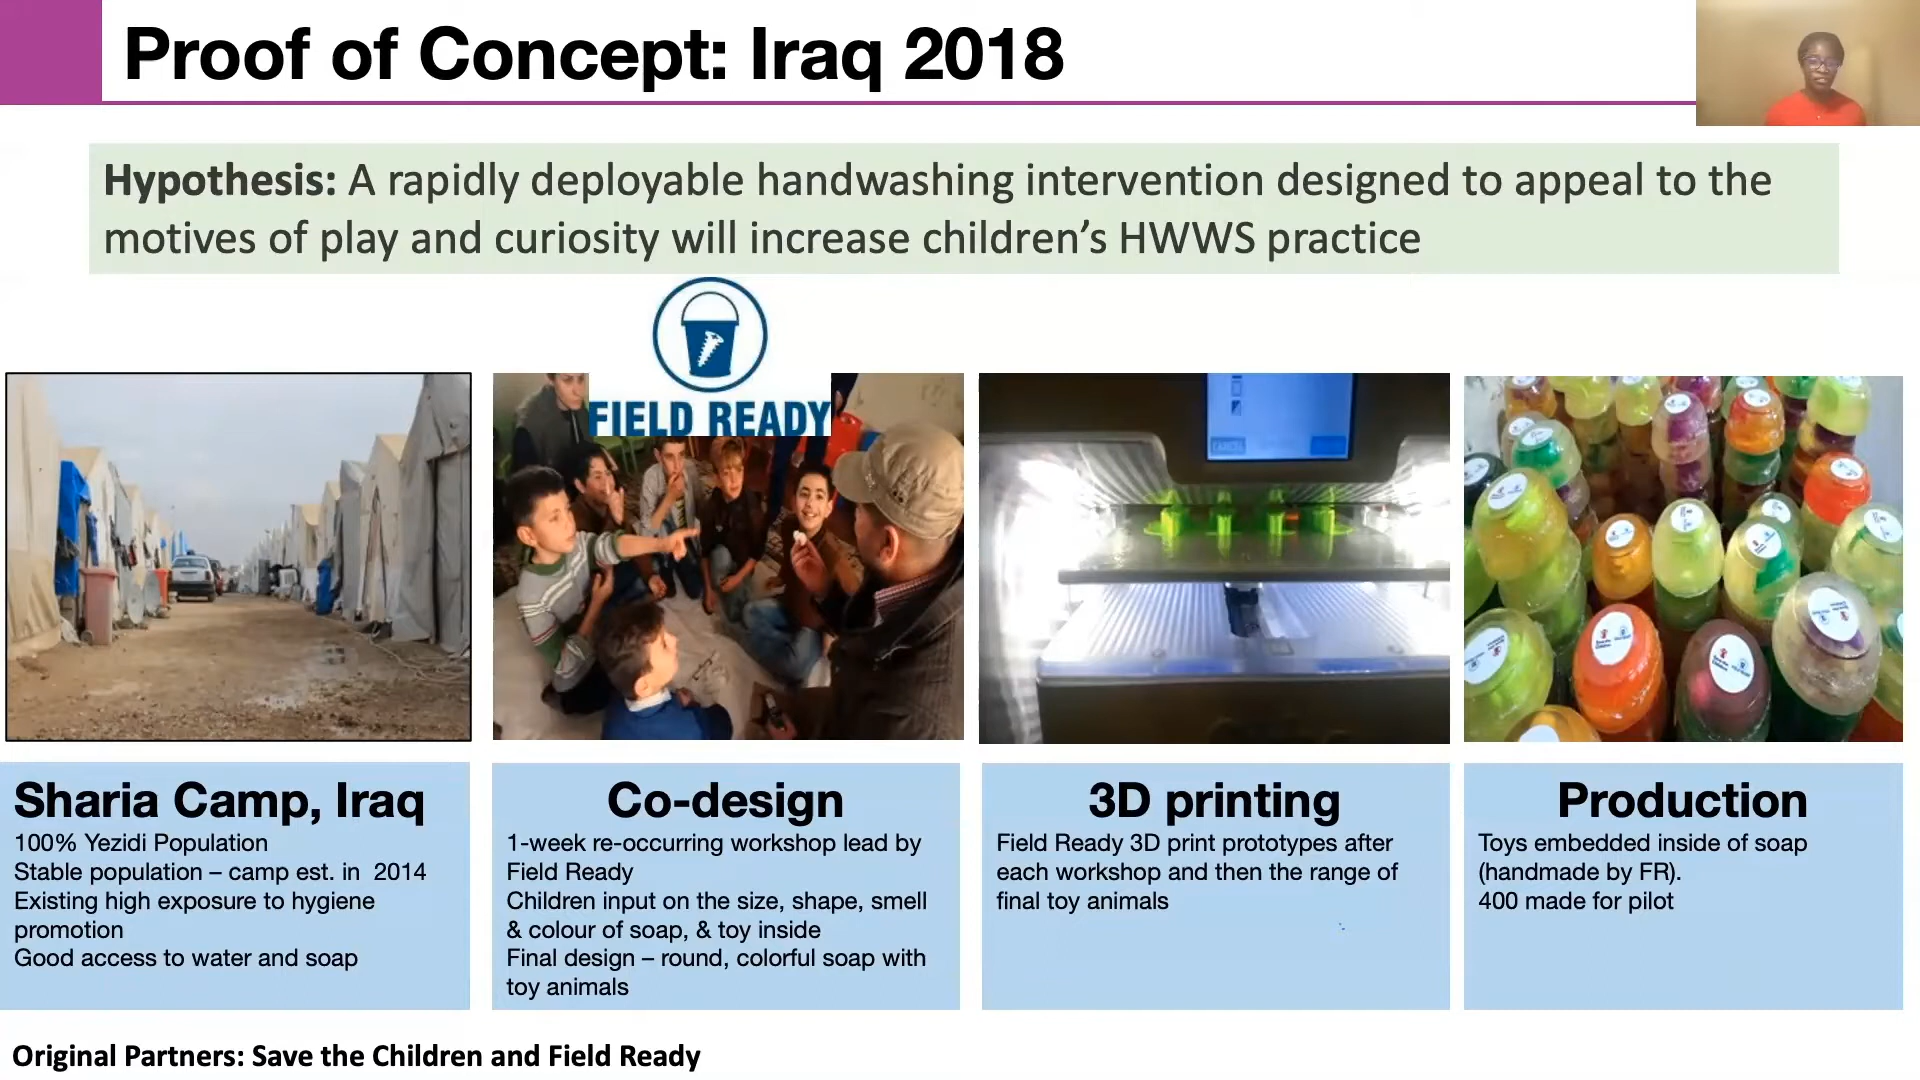 Proof of Concept: Iraq 2018
Hypothesis: A rapidly deployable handwashing intervention designed to appeal to the
motives of play and curiosity will increase children’s HWWS practice
FIELD READY
CANCEL
Sharia Camp, Iraq
100% Yezidi Population
Stable population – camp est. in 2014
Existing high exposure to hygiene
promotion
Good access to water and soap
Co-design
1-week re-occurring workshop lead by
Field Ready
Children input on the size, shape, smell
& colour of soap, & toy inside
Final design – round, colorful soap with
toy animals
3D printing
Field Ready 3D print prototypes after
each workshop and then the range of
final toy animals
Production
Toys embedded inside of soap
(handmade by FR).
400 made for pilot
Original Partners: Save the Children and Field Ready